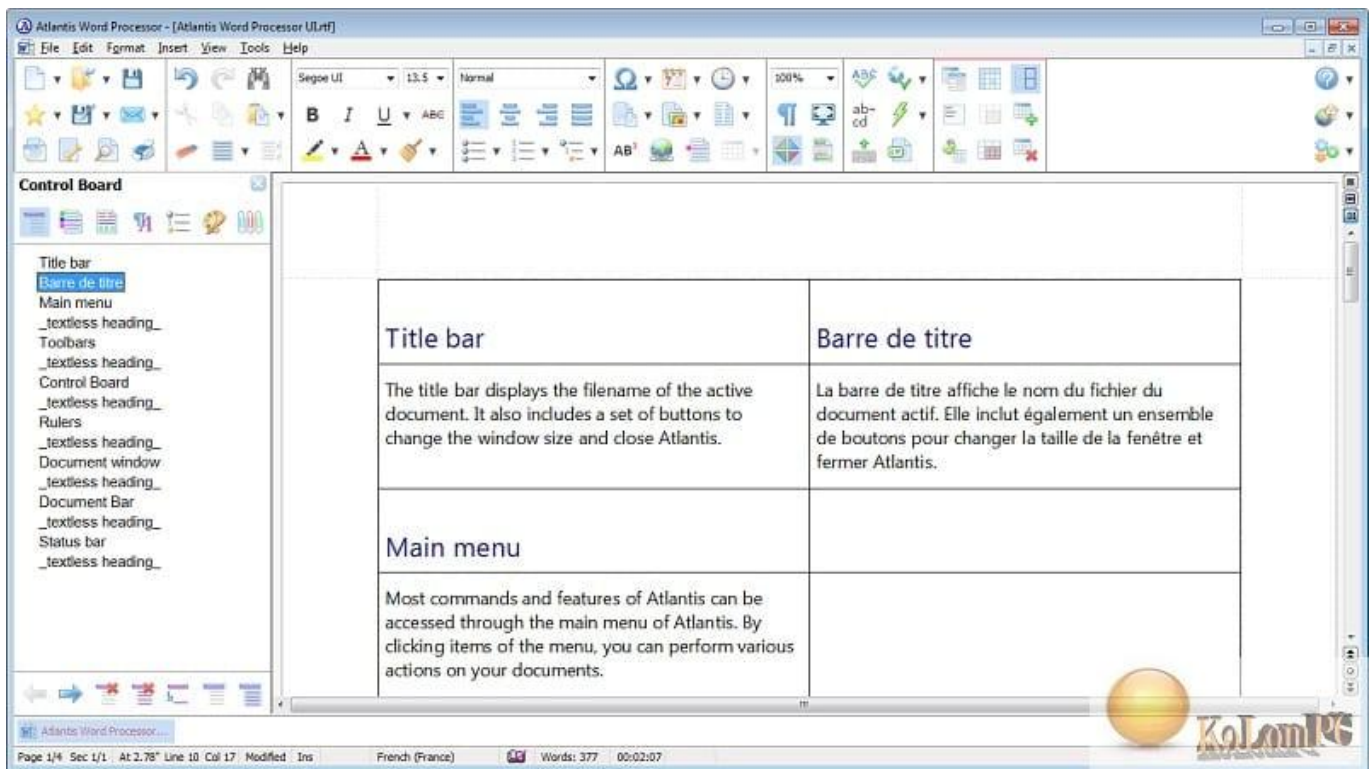 Atlantis Word Processor - [Atlantis Word Processor UI.rtf]
File Edit Format Insert View Tools Help
Segoe UI 13.5 Normal 100% ABC
B I U ABC ab-cd
AB³
Control Board
Title bar
Barre de titre
Main menu
_textless heading_
Toolbars
_textless heading_
Control Board
_textless heading_
Rulers
_textless heading_
Document window
_textless heading_
Document Bar
_textless heading_
Status bar
_textless heading_
Title bar
The title bar displays the filename of the active
document. It also includes a set of buttons to
change the window size and close Atlantis.
Barre de titre
La barre de titre affiche le nom du fichier du
document actif. Elle inclut également un ensemble
de boutons pour changer la taille de la fenêtre et
fermer Atlantis.
Main menu
Most commands and features of Atlantis can be
accessed through the main menu of Atlantis. By
clicking items of the menu, you can perform various
actions on your documents.
Atlantis Word Processor....
Page 1/4 Sec 1/1 At 2.78" Line 10 Col 17 Modified Ins French (France) Words: 377 00:02:07
KoLomPC